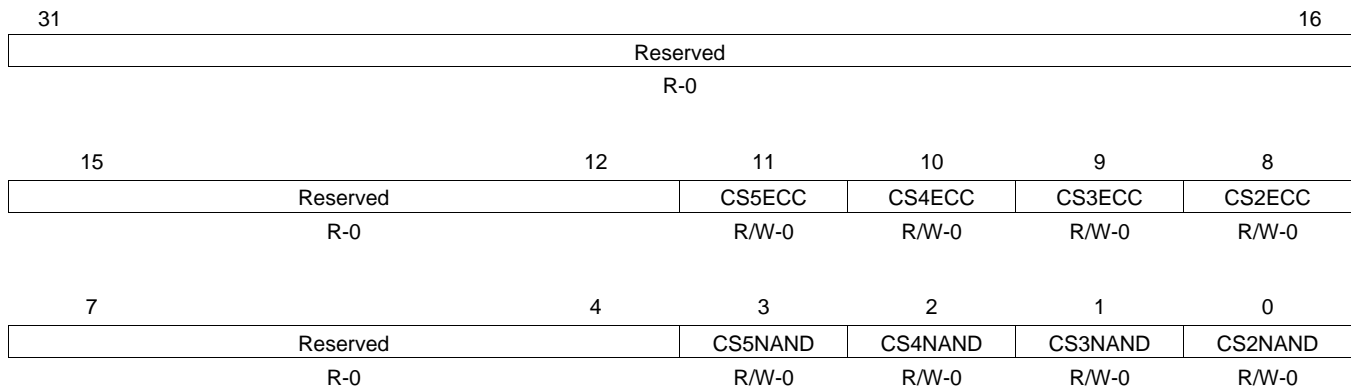 31 16
Reserved
R-0
15 12 11 10 9 8
Reserved CS5ECC CS4ECC CS3ECC CS2ECC
R-0 R/W-0 R/W-0 R/W-0 R/W-0
7 4 3 2 1 0
Reserved CS5NAND CS4NAND CS3NAND CS2NAND
R-0 R/W-0 R/W-0 R/W-0 R/W-0